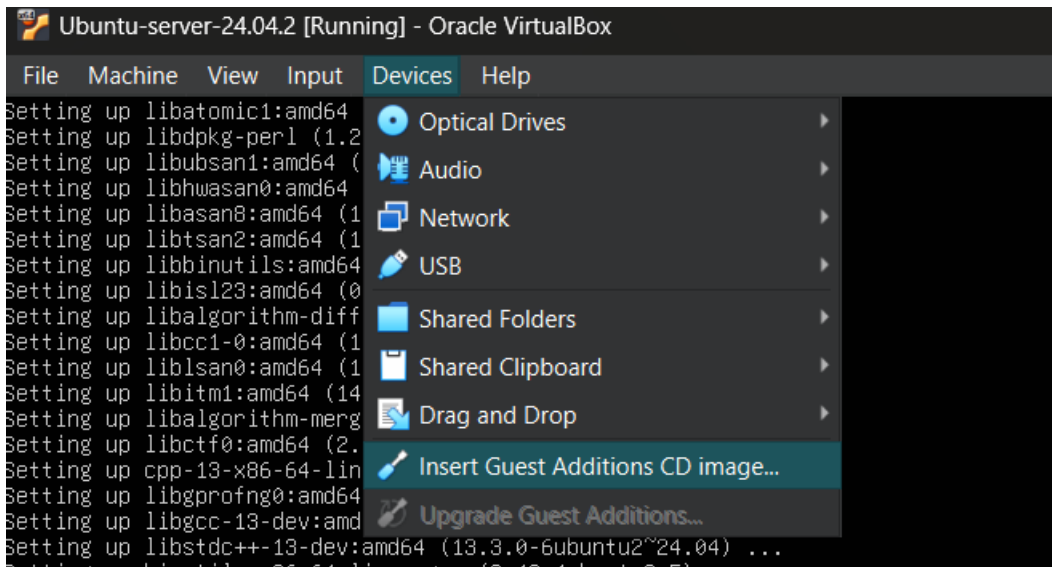 Ubuntu-server-24.04.2 [Running] - Oracle VirtualBox
File Machine View Input Devices Help
Setting up libatomic1:amd64
Setting up libdpkg-perl (1.2
Setting up libubsan1:amd64 (
Setting up libhwasan0:amd64
Setting up libasan8:amd64 (1
Setting up libtsan2:amd64 (1
Setting up libbinutils:amd64
Setting up libisl23:amd64 (0
Setting up libalgorithm-diff
Setting up libcc1-0:amd64 (1
Setting up liblsan0:amd64 (1
Setting up libitm1:amd64 (14
Setting up libalgorithm-merg
Setting up libctf0:amd64 (2.
Setting up cpp-13-x86-64-lin
Setting up libgprofng0:amd64
Setting up libgcc-13-dev:amd
Setting up libstdc++-13-dev:amd64 (13.3.0-6ubuntu2~24.04) ...
Optical Drives
Audio
Network
USB
Shared Folders
Shared Clipboard
Drag and Drop
Insert Guest Additions CD image...
Upgrade Guest Additions...